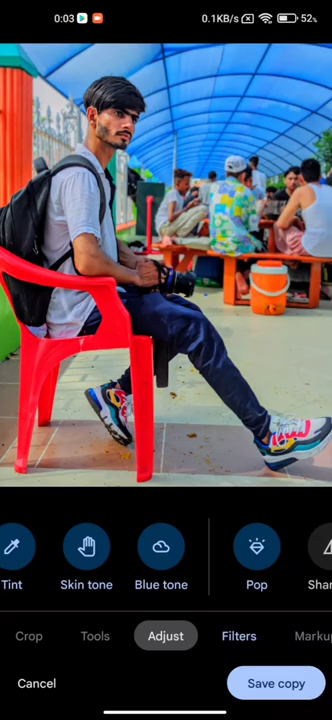 0:03 0.1KB/s 52%
Tint Skin tone Blue tone Pop Shar
Crop Tools Adjust Filters Marku
Cancel Save copy